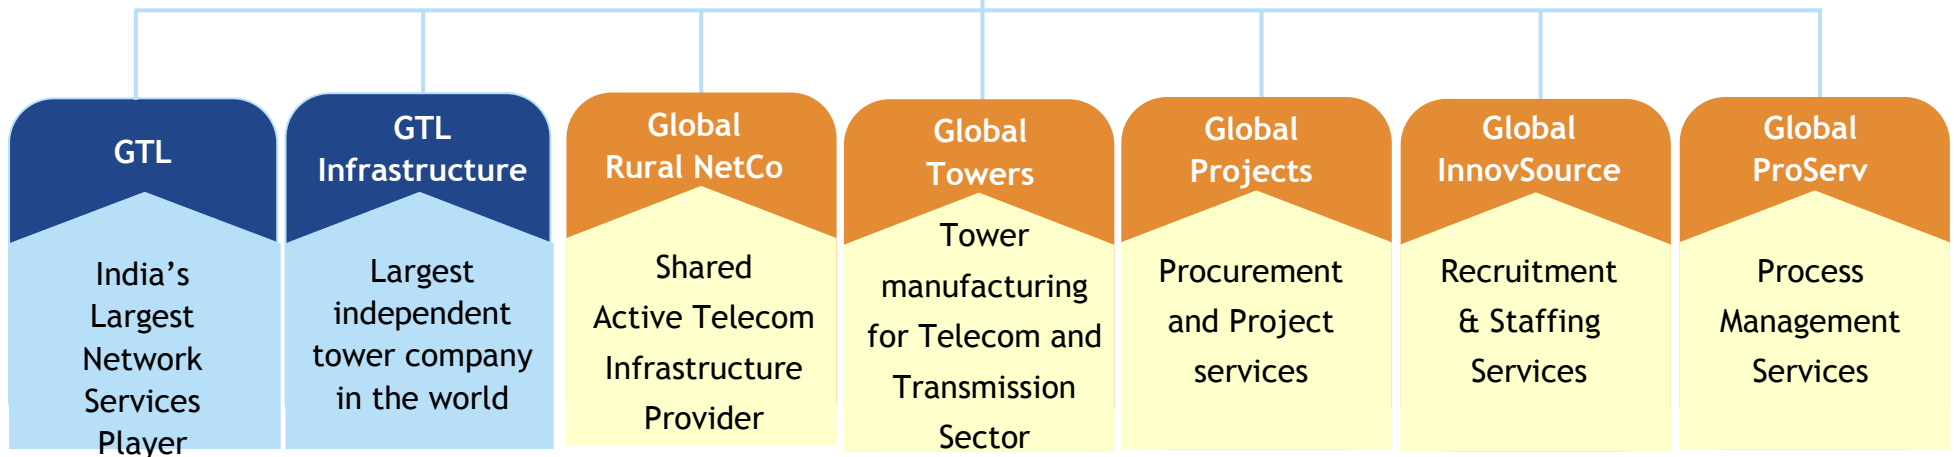 GTL
India’s
Largest
Network
Services
Player
GTL
Infrastructure
Largest
independent
tower company
in the world
Global
Rural NetCo
Shared
Active Telecom
Infrastructure
Provider
Global
Towers
Tower
manufacturing
for Telecom and
Transmission
Sector
Global
Projects
Procurement
and Project
services
Global
InnovSource
Recruitment
& Staffing
Services
Global
ProServ
Process
Management
Services